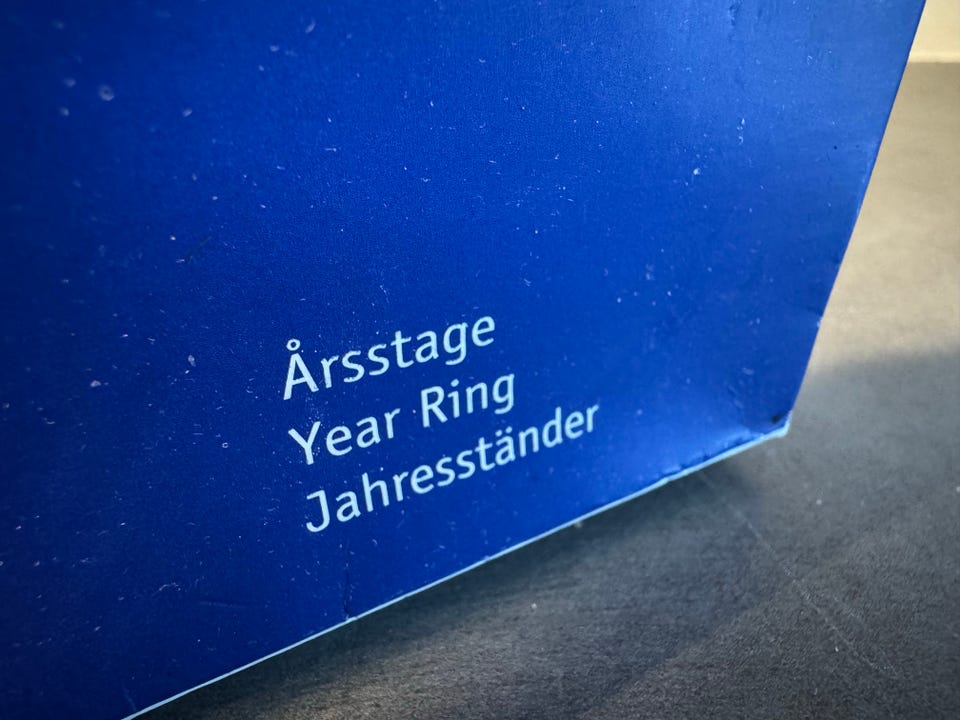 Årsstage
Year Ring
Jahresständer